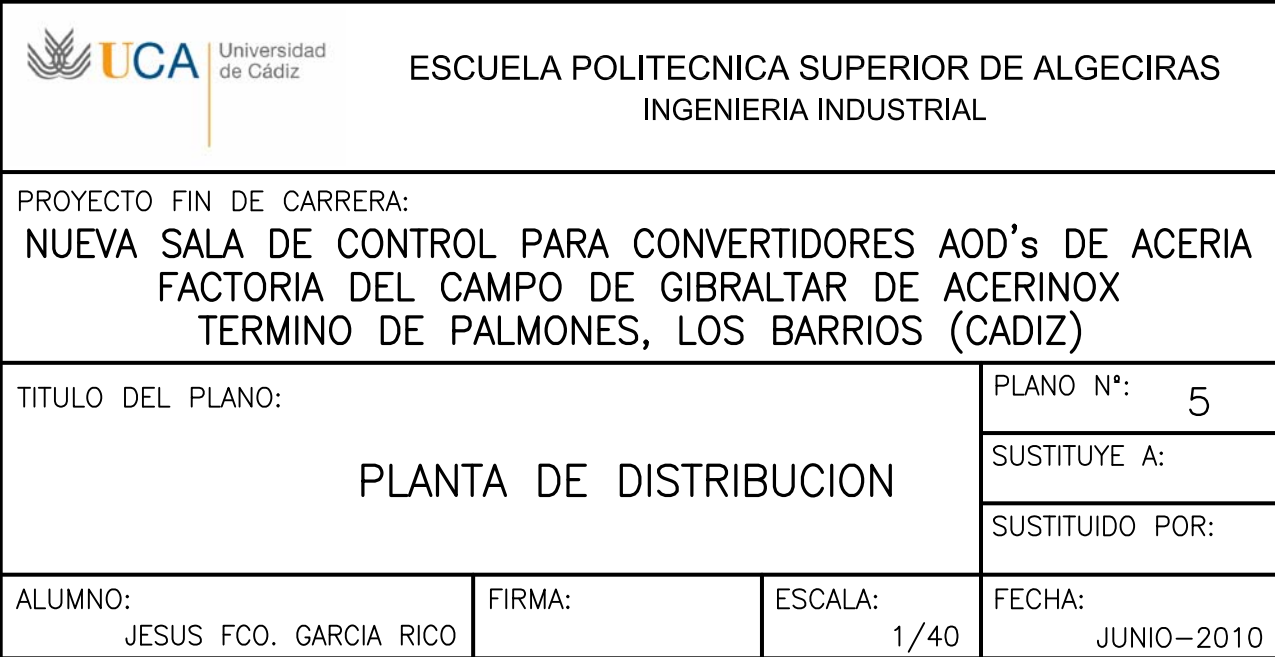 UCA
Universidad
de Cádiz
ESCUELA POLITECNICA SUPERIOR DE ALGECIRAS
INGENIERIA INDUSTRIAL
PROYECTO FIN DE CARRERA:
NUEVA SALA DE CONTROL PARA CONVERTIDORES AOD's DE ACERIA
FACTORIA DEL CAMPO DE GIBRALTAR DE ACERINOX
TERMINO DE PALMONES, LOS BARRIOS (CADIZ)
TITULO DEL PLANO:
PLANTA DE DISTRIBUCION
PLANO Nº: 5
SUSTITUYE A:
SUSTITUIDO POR:
ALUMNO:
JESUS FCO. GARCIA RICO
FIRMA:
ESCALA:
1/40
FECHA:
JUNIO-2010